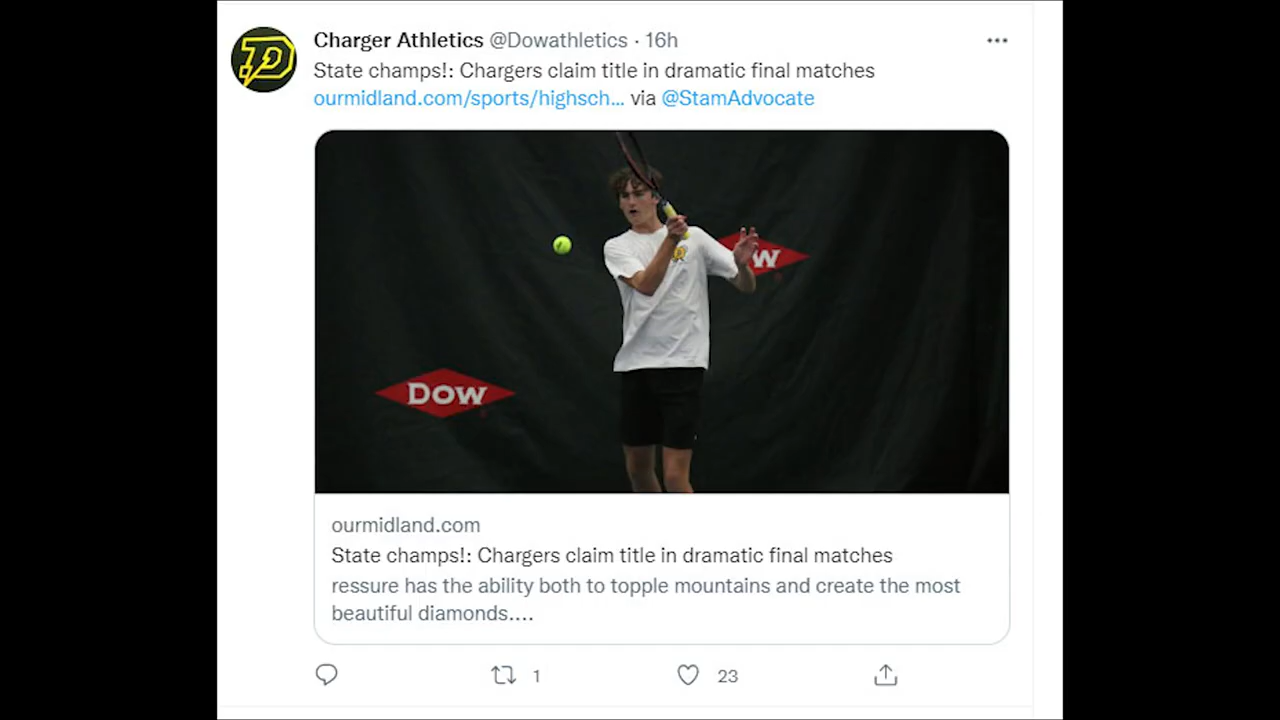 Charger Athletics @Dowathletics · 16h
State champs!: Chargers claim title in dramatic final matches
ourmidland.com/sports/highsch... via @StamAdvocate
W
DOW
ourmidland.com
State champs!: Chargers claim title in dramatic final matches
ressure has the ability both to topple mountains and create the most
beautiful diamonds....
1 23